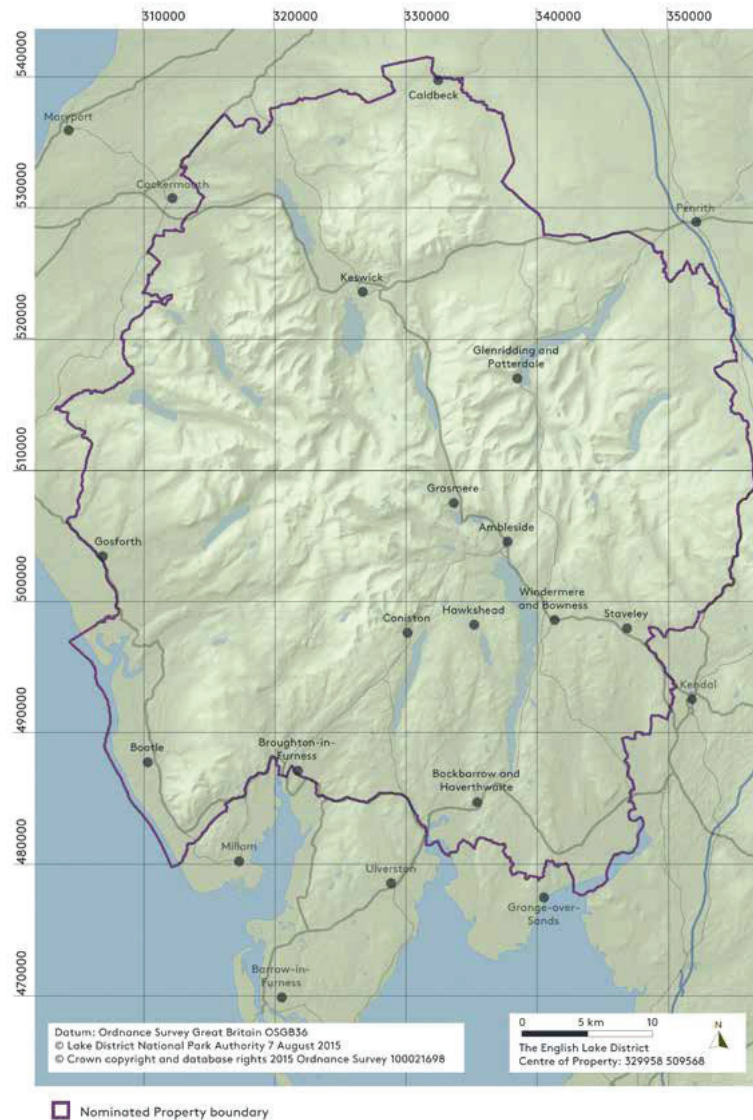 310000
320000
330000
340000
350000
540000
Caldbeck
Maryport
530000
Cockermouth
Penrith
Keswick
520000
Glenridding and
Patterdale
510000
Grasmere
Ambleside
Gosforth
500000
Windermere
and Bowness
Coniston
Hawkshead
Staveley
Kendal
490000
Bootle
Broughton-in-
Furness
Backbarrow and
Haverthwaite
480000
Millom
Ulverston
Grange-over-
Sands
470000
Barrow-in-
Furness
Datum: Ordnance Survey Great Britain OSGB36
© Lake District National Park Authority 7 August 2015
© Crown copyright and database rights 2015 Ordnance Survey 100021698
0 5 km 10
N
The English Lake District
Centre of Property: 329958 509568
Nominated Property boundary